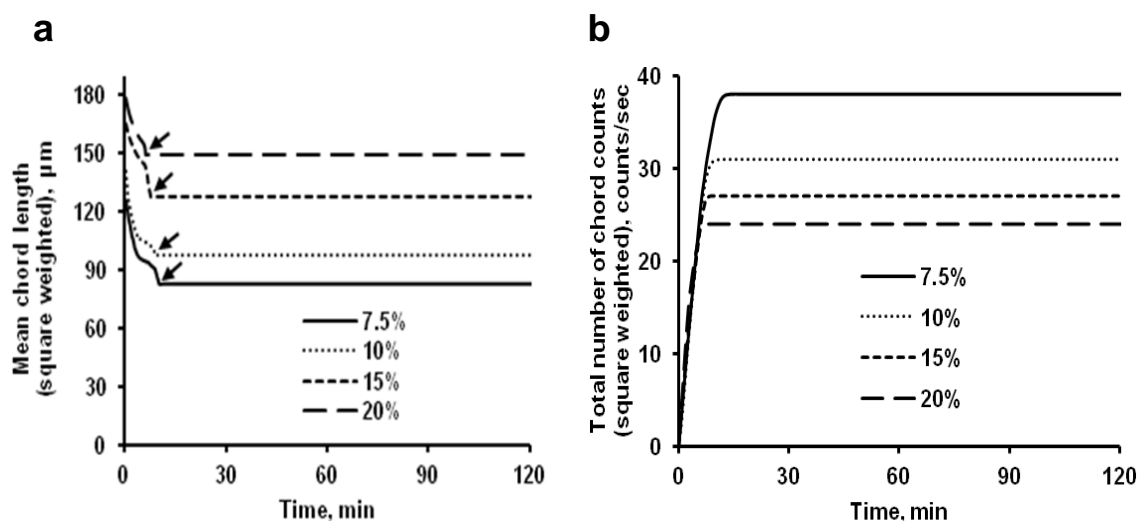 a
Mean chord length
(square weighted), µm
180
150
120
90
60
30
0
7.5%
10%
15%
20%
0 30 60 90 120
Time, min
b
Total number of chord counts
(square weighted), counts/sec
40
30
20
10
0
7.5%
10%
15%
20%
0 30 60 90 120
Time, min